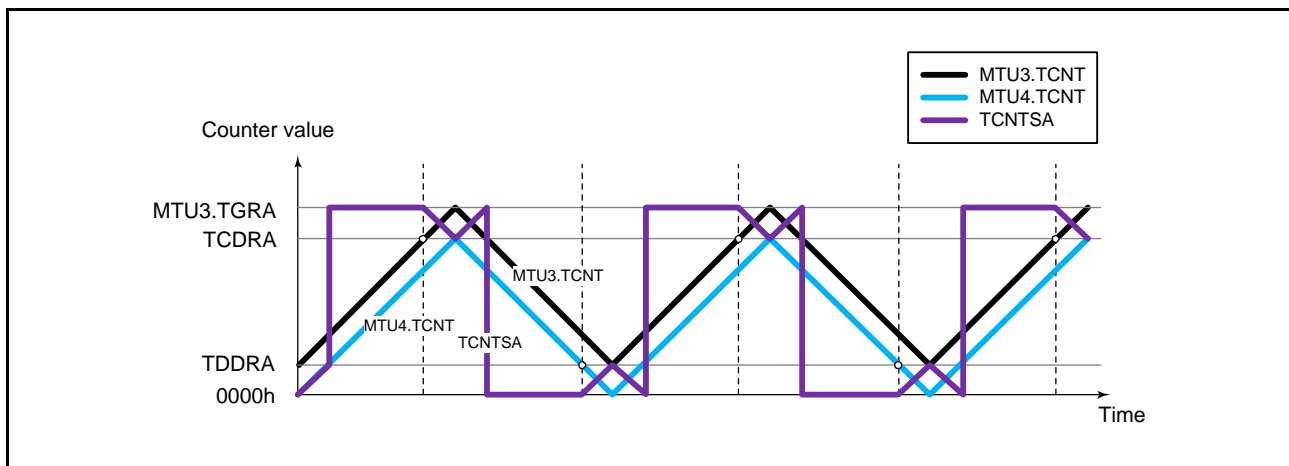 MTU3.TCNT
MTU4.TCNT
TCNTSA
Counter value
MTU3.TGRA
TCDRA
MTU3.TCNT
MTU4.TCNT
TCNTSA
TDDRA
0000h
Time